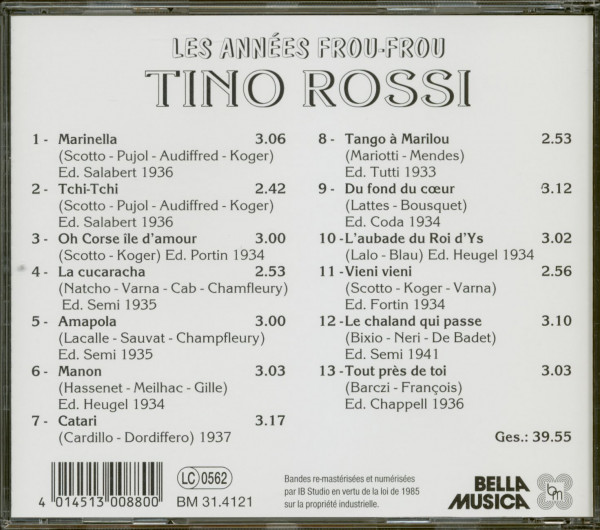 LES ANNÉES FROU-FROU
TINO ROSSI
1 - Marinella 3.06
(Scotto - Pujol - Audiffred - Koger)
Ed. Salabert 1936
2 - Tchi-Tchi 2.42
(Scotto - Pujol - Audiffred - Koger)
Ed. Salabert 1936
3 - Oh Corse île d'amour 3.00
(Scotto - Koger) Ed. Portin 1934
4 - La cucaracha 2.53
(Natcho - Varna - Cab - Chamfleury)
Ed. Semi 1935
5 - Amapola 3.00
(Lacalle - Sauvat - Champfleury)
Ed. Semi 1935
6 - Manon 3.03
(Hassenet - Meilhac - Gille)
Ed. Heugel 1934
7 - Catari 3.17
(Cardillo - Dordiffero) 1937
8 - Tango à Marilou 2.53
(Mariotti - Mendes)
Ed. Tutti 1933
9 - Du fond du cœur 3.12
(Lattes - Bousquet)
Ed. Coda 1934
10 - L'aubade du Roi d'Ys 3.02
(Lalo - Blau) Ed. Heugel 1934
11 - Vieni vieni 2.56
(Scotto - Koger - Varna)
Ed. Fortin 1934
12 - Le chaland qui passe 3.10
(Bixio - Neri - De Badet)
Ed. Semi 1941
13 - Tout près de toi 3.03
(Barczi - François)
Ed. Chappell 1936
Ges.: 39.55
4 014513 008800
LC 0562
BM 31.4121
Bandes re-mastérisées et numérisées
par IB Studio en vertu de la loi de 1985
sur la propriété industrielle.
BELLA
MUSICA
bm